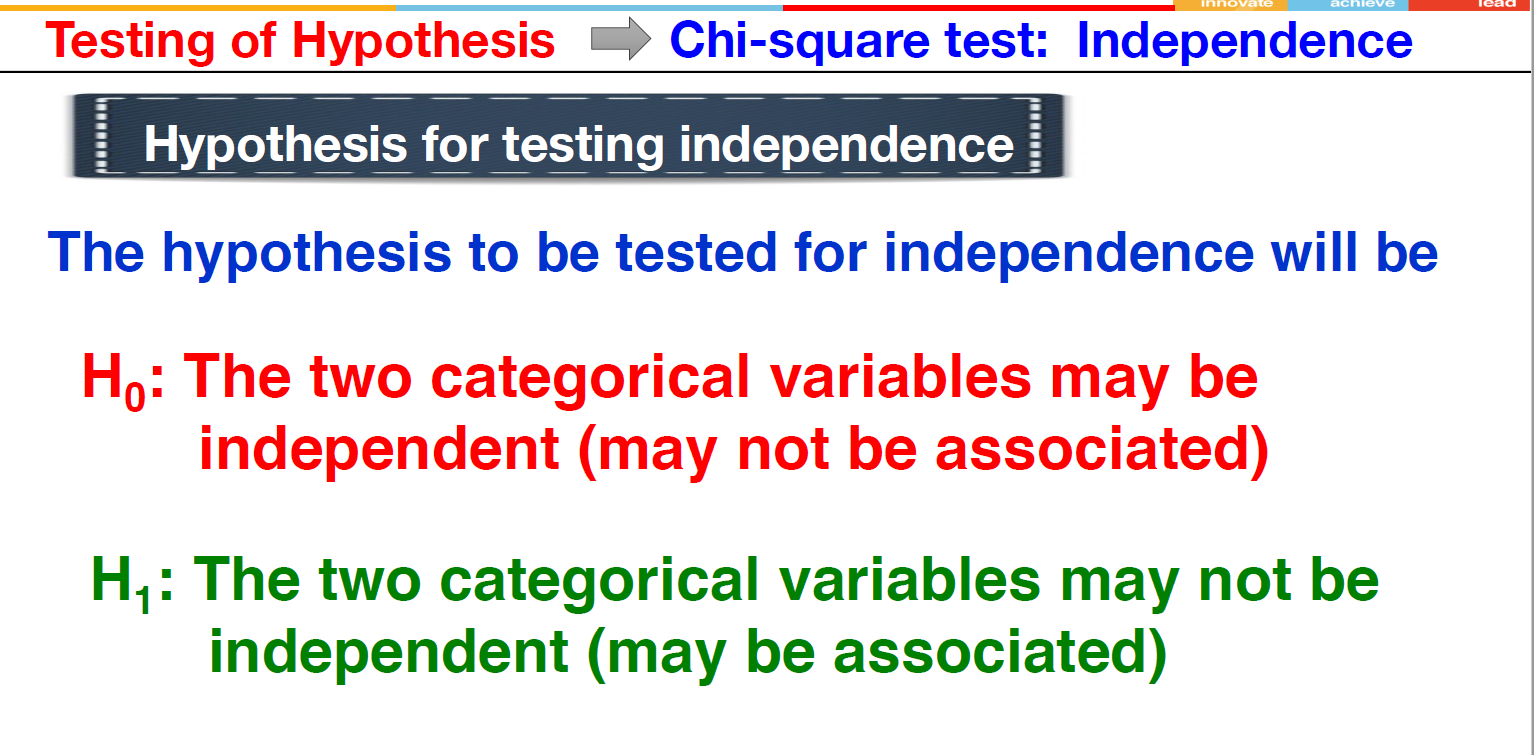 innovate achieve lead
Testing of Hypothesis Chi-square test: Independence
Hypothesis for testing independence
The hypothesis to be tested for independence will be
H₀: The two categorical variables may be
independent (may not be associated)
H₁: The two categorical variables may not be
independent (may be associated)